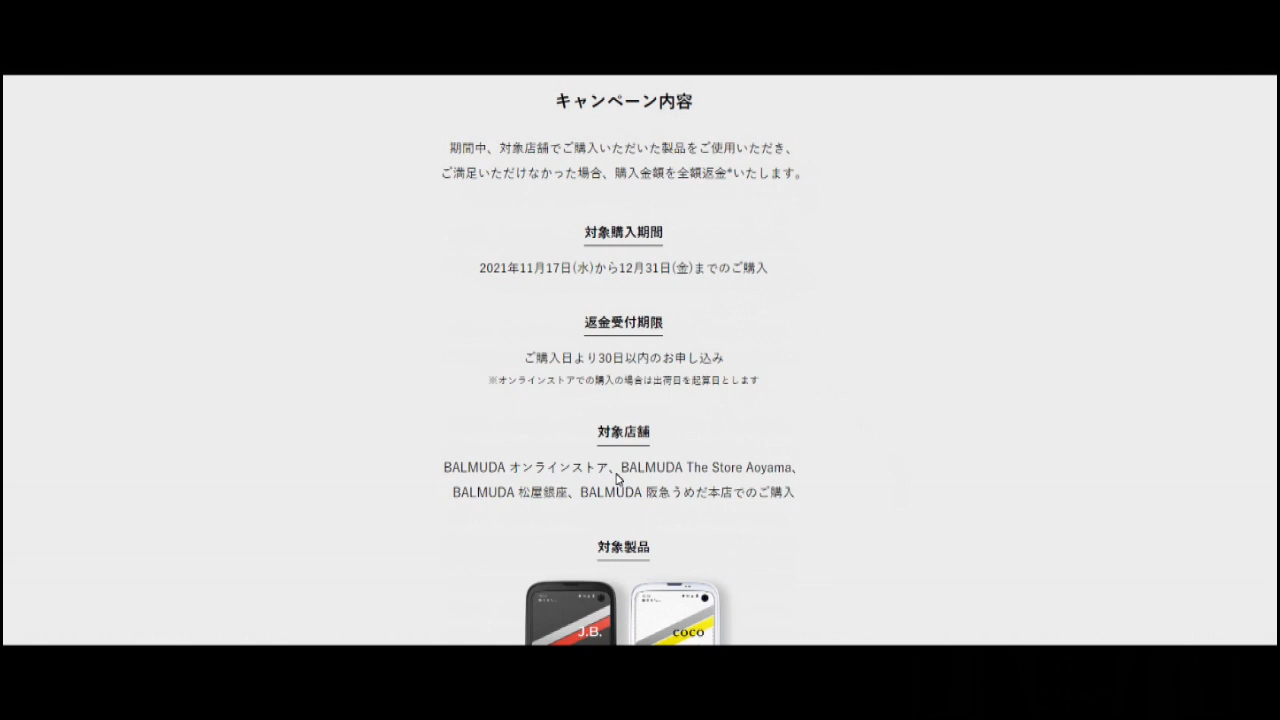 キャンペーン内容
期間中、対象店舗でご購入いただいた製品をご使用いただき、
ご満足いただけなかった場合、購入金額を全額返金*いたします。
対象購入期間
2021年11月17日(水)から12月31日(金)までのご購入
返金受付期限
ご購入日より30日以内のお申し込み
※オンラインストアでの購入の場合は出荷日を起算日とします
対象店舗
BALMUDA オンラインストア、BALMUDA The Store Aoyama、
BALMUDA 松屋銀座、BALMUDA 阪急うめだ本店でのご購入
対象製品
J.B.
COCO